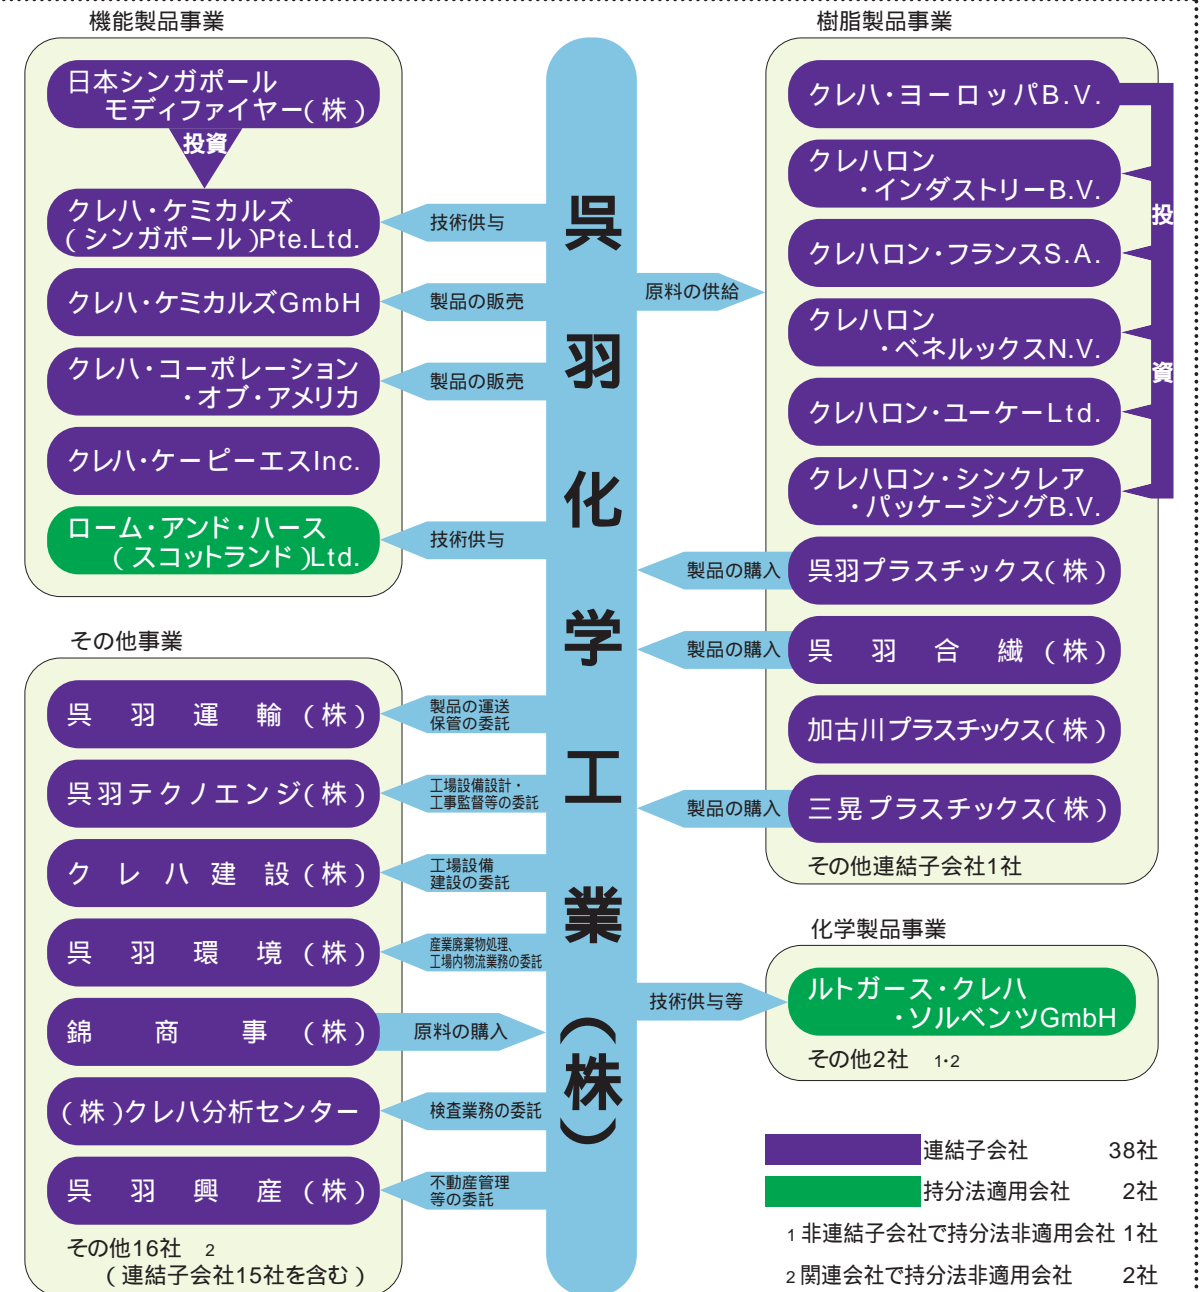 機能製品事業
日本シンガポール
モディファイヤー(株)
投資
クレハ・ケミカルズ
(シンガポール)Pte.Ltd.
技術供与
クレハ・ケミカルズGmbH
製品の販売
クレハ・コーポレーション
・オブ・アメリカ
製品の販売
クレハ・ケーピーエスInc.
ローム・アンド・ハース
(スコットランド)Ltd.
技術供与
その他事業
呉羽運輸(株)
製品の運送
保管の委託
呉羽テクノエンジ(株)
工場設備設計・
工事監督等の委託
クレハ建設(株)
工場設備
建設の委託
呉羽環境(株)
産業廃棄物処理、
工場内物流業務の委託
錦商事(株)
原料の購入
(株)クレハ分析センター
検査業務の委託
呉羽興産(株)
不動産管理
等の委託
その他16社 2
(連結子会社15社を含む)
呉羽化学工業(株)
樹脂製品事業
クレハ・ヨーロッパB.V.
クレハロン
・インダストリーB.V.
クレハロン・フランスS.A.
クレハロン
・ベネルックスN.V.
クレハロン・ユーケーLtd.
クレハロン・シンクレア
・パッケージングB.V.
投資
原料の供給
呉羽プラスチックス(株)
製品の購入
呉羽合繊(株)
製品の購入
加古川プラスチックス(株)
三晃プラスチックス(株)
製品の購入
その他連結子会社1社
化学製品事業
技術供与等
ルトガース・クレハ
・ソルベンツGmbH
その他2社 1・2
連結子会社 38社
持分法適用会社 2社
1 非連結子会社で持分法非適用会社 1社
2 関連会社で持分法非適用会社 2社